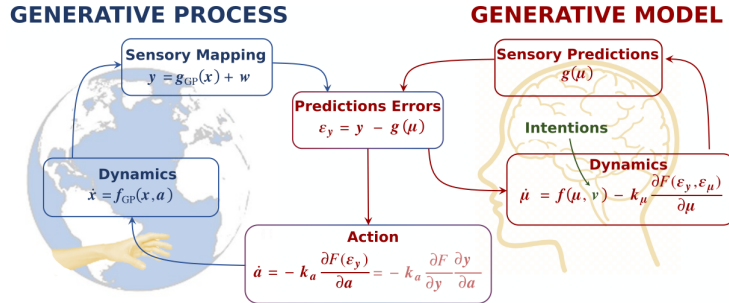 GENERATIVE PROCESS
GENERATIVE MODEL
Sensory Mapping
y = g_GP(x) + w
Sensory Predictions
g(μ)
Predictions Errors
ε_y = y − g(μ)
Intentions
Dynamics
ẋ = f_GP(x, a)
Dynamics
μ̇ = f(μ, v) − k_μ ∂F(ε_y, ε_μ)/∂μ
Action
ȧ = − k_a ∂F(ε_y)/∂a = − k_a ∂F/∂y ∂y/∂a